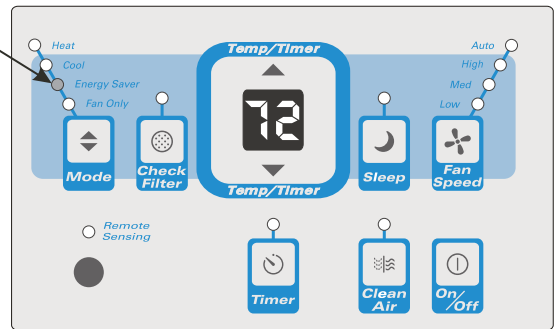 Heat
Temp/Timer
Auto
Cool
High
Energy Saver
Med
Fan Only
Low
72
Mode
Check
Filter
Sleep
Fan
Speed
Temp/Timer
Remote
Sensing
Timer
Clean
Air
On/Off